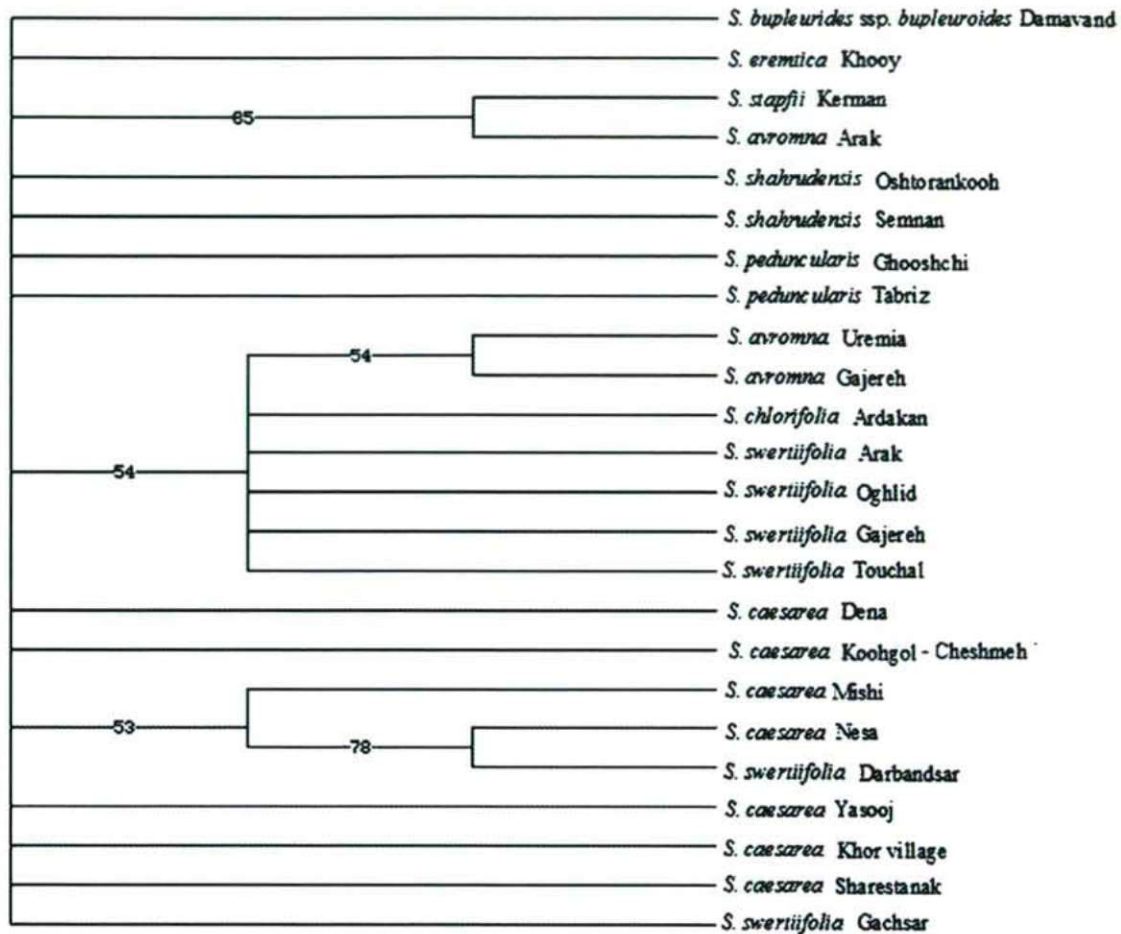 S. bupleurides ssp. bupleuroides Damavand
S. eremtica Khooy
S. stapfii Kerman
65
S. avromna Arak
S. shahrudensis Oshtorankooh
S. shahrudensis Semnan
S. peduncularis Ghooshchi
S. peduncularis Tabriz
S. avromna Uremia
54
S. avromna Gajereh
S. chlorifolia Ardakan
S. swertiifolia Arak
54
S. swertiifolia Oghlid
S. swertiifolia Gajereh
S. swertiifolia Touchal
S. caesarea Dena
S. caesarea Koohgol - Cheshmeh
S. caesarea Mishi
53
S. caesarea Nesa
78
S. swertiifolia Darbandsar
S. caesarea Yasooj
S. caesarea Khor village
S. caesarea Sharestanak
S. swertiifolia Gachsar